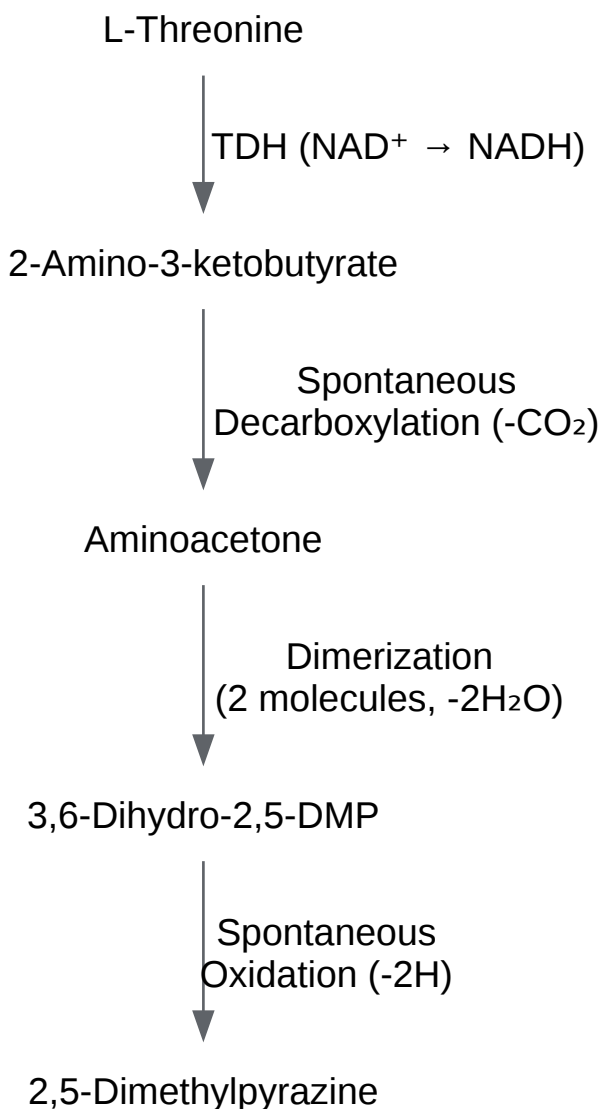 L-Threonine
TDH (NAD⁺ → NADH)
2-Amino-3-ketobutyrate
Spontaneous
Decarboxylation (-CO₂)
Aminoacetone
Dimerization
(2 molecules, -2H₂O)
3,6-Dihydro-2,5-DMP
Spontaneous
Oxidation (-2H)
2,5-Dimethylpyrazine